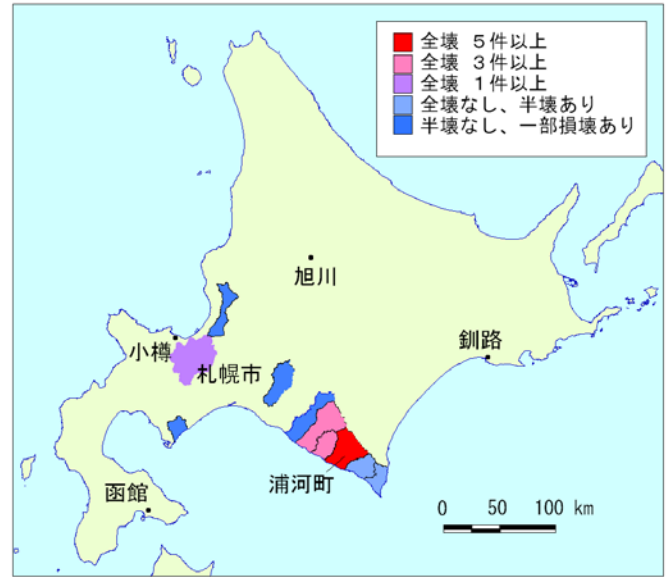 全壊 5件以上
全壊 3件以上
全壊 1件以上
全壊なし、半壊あり
半壊なし、一部損壊あり
旭川
小樽
札幌市
釧路
浦河町
函館
0 50 100 km